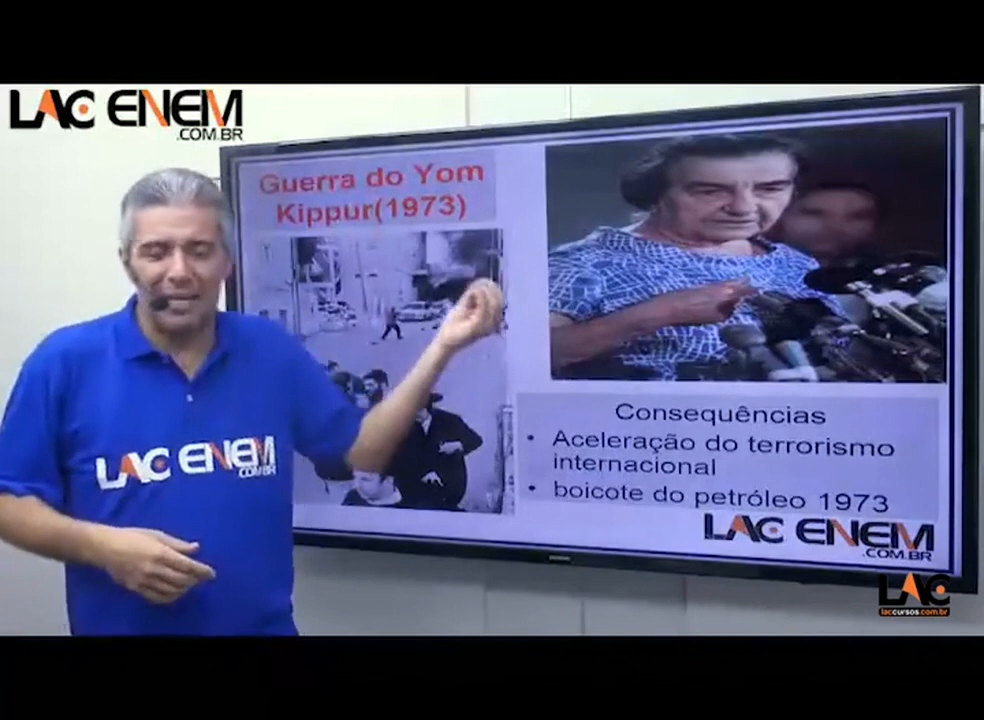 LAC ENEM
.COM.BR
Guerra do Yom
Kippur(1973)
Consequências
• Aceleração do terrorismo
internacional
• boicote do petróleo 1973
LAC ENEM
.COM.BR
LAC ENEM
.COM.BR
LAC
laccursos.com.br